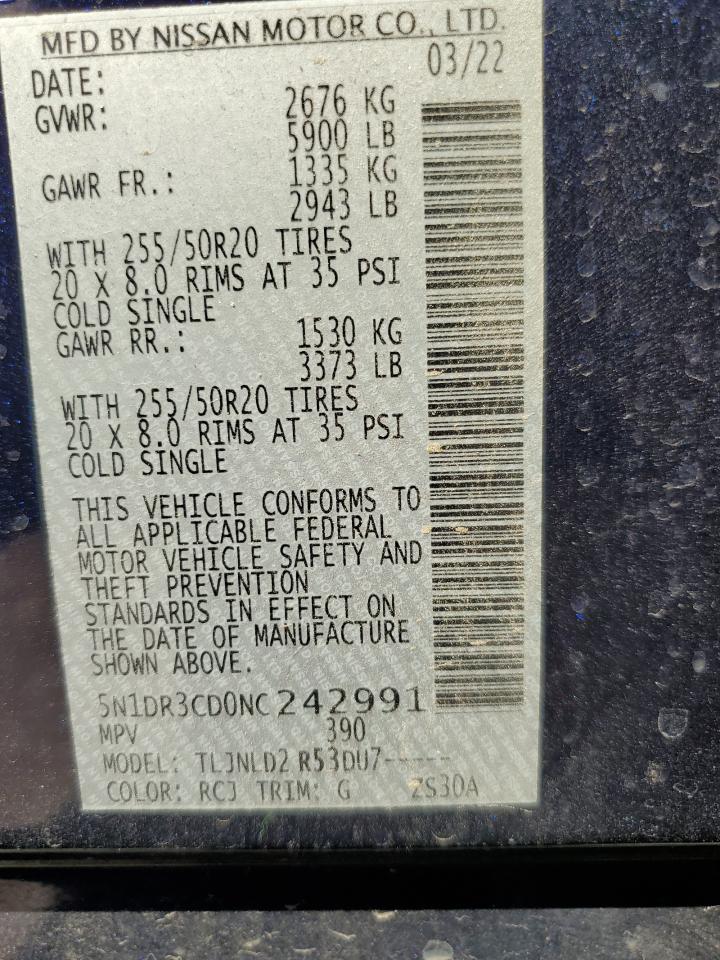 MFD BY NISSAN MOTOR CO., LTD.
DATE: 03/22
GVWR: 2676 KG
5900 LB
GAWR FR.: 1335 KG
2943 LB
WITH 255/50R20 TIRES
20 X 8.0 RIMS AT 35 PSI
COLD SINGLE
GAWR RR.: 1530 KG
3373 LB
WITH 255/50R20 TIRES
20 X 8.0 RIMS AT 35 PSI
COLD SINGLE
THIS VEHICLE CONFORMS TO
ALL APPLICABLE FEDERAL
MOTOR VEHICLE SAFETY AND
THEFT PREVENTION
STANDARDS IN EFFECT ON
THE DATE OF MANUFACTURE
SHOWN ABOVE.
5N1DR3CD0NC242991
MPV 390
MODEL: TLJNLD2 R53DU7-----
COLOR: RCJ TRIM: G ZS30A